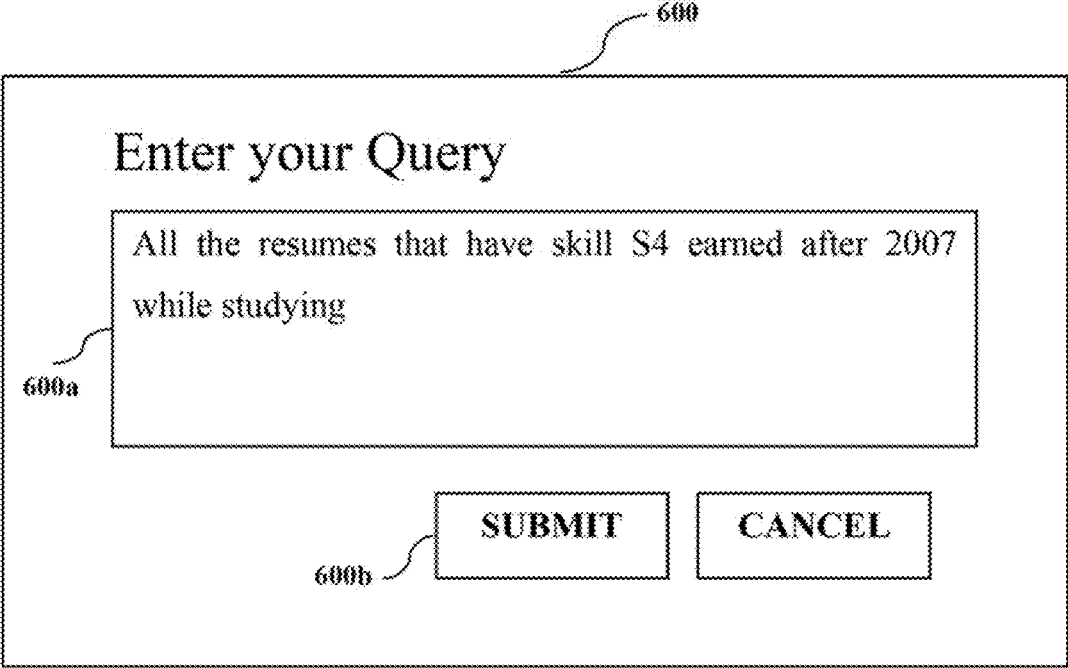 600
Enter your Query
All the resumes that have skill S4 earned after 2007
while studying
600a
SUBMIT CANCEL
600b